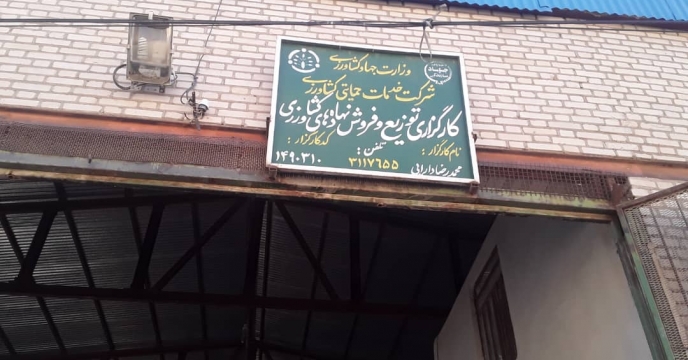 وزارت جهاد کشاورزی
شرکت خدمات حمایتی کشاورزی
کارگزاری توزیع و فروش نهاده‌های کشاورزی
نام کارگزار : تلفن : کد کارگزار :
محمدرضا دارابی ۳۱۱۷۶۵۵ ۱۴۹۰۳۱۰
جهاد